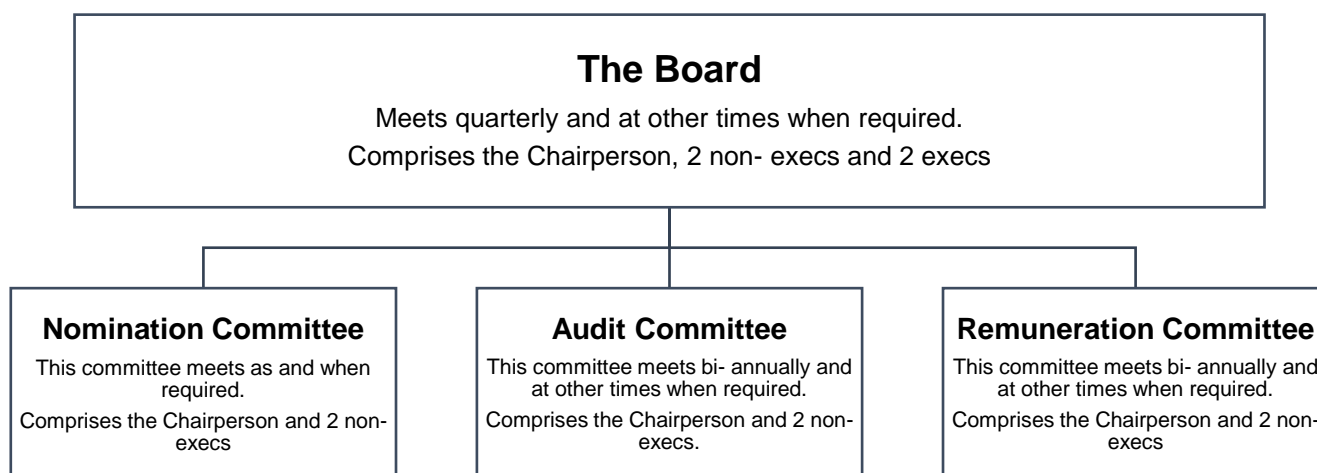 The Board
Meets quarterly and at other times when required.
Comprises the Chairperson, 2 non- execs and 2 execs
Nomination Committee
This committee meets as and when
required.
Comprises the Chairperson and 2 non-
execs
Audit Committee
This committee meets bi- annually and
at other times when required.
Comprises the Chairperson and 2 non-
execs.
Remuneration Committee
This committee meets bi- annually and
at other times when required.
Comprises the Chairperson and 2 non-
execs